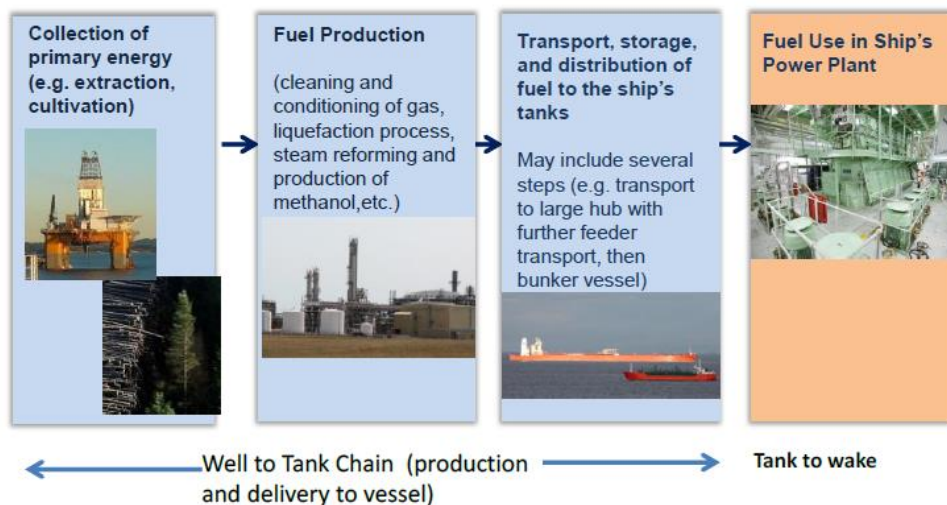 Collection of
primary energy
(e.g. extraction,
cultivation)
Fuel Production
(cleaning and
conditioning of gas,
liquefaction process,
steam reforming and
production of
methanol,etc.)
Transport, storage,
and distribution of
fuel to the ship's
tanks
May include several
steps (e.g. transport
to large hub with
further feeder
transport, then
bunker vessel)
Fuel Use in Ship's
Power Plant
Well to Tank Chain (production
and delivery to vessel)
Tank to wake